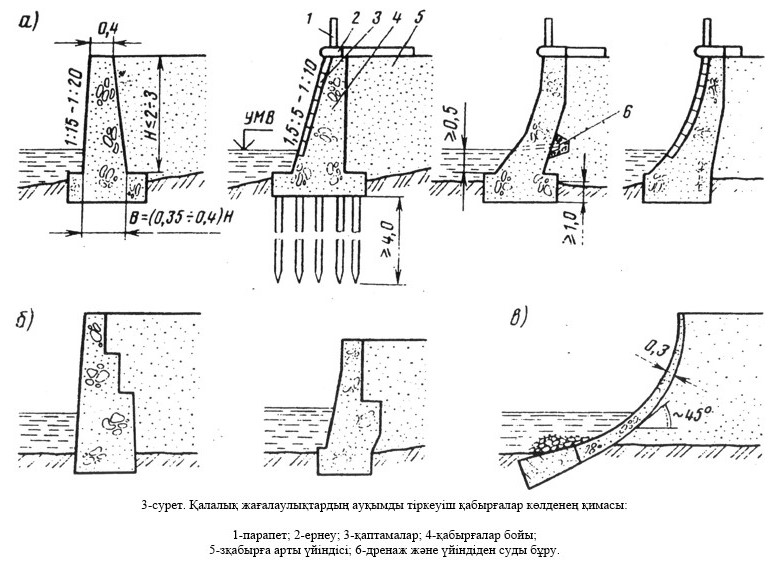 а)
0,4
1 2 3 4 5
1:15 – 1:20
H ≤ 2÷3
B=(0,35÷0,4)H
УМВ
1,5:5 – 1:10
≥4,0
≥0,5
6
≥1,0
б)
в)
0,3
~45°
3-сурет. Қалалық жағалаулықтардың ауқымды тіркеуіш қабырғалар көлденең қимасы:
1-парапет; 2-ернеу; 3-қаптамалар; 4-қабырғалар бойы;
5-зқабырға арты үйіндісі; 6-дренаж және үйіндіден суды бұру.